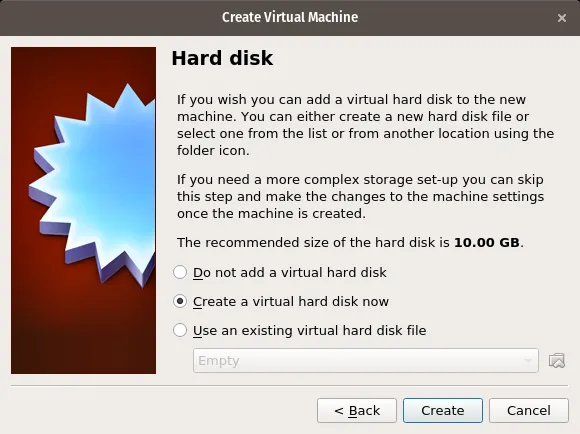 Create Virtual Machine
×
Hard disk
If you wish you can add a virtual hard disk to the new
machine. You can either create a new hard disk file or
select one from the list or from another location using the
folder icon.
If you need a more complex storage set-up you can skip
this step and make the changes to the machine settings
once the machine is created.
The recommended size of the hard disk is 10.00 GB.
Do not add a virtual hard disk
Create a virtual hard disk now
Use an existing virtual hard disk file
Empty
< Back
Create
Cancel